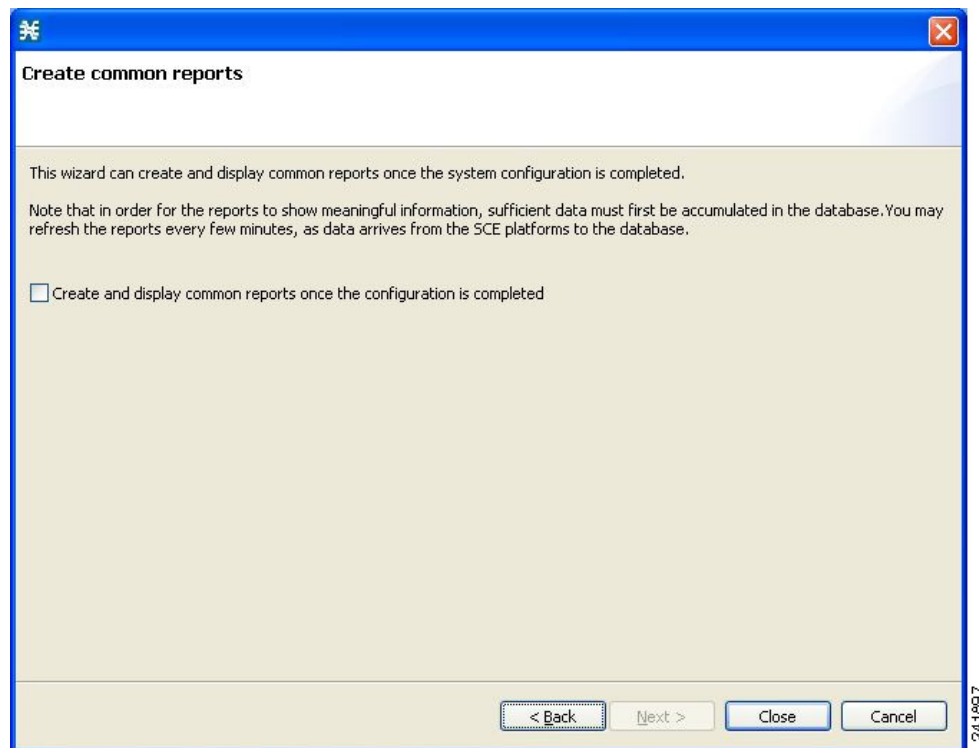 Create common reports
This wizard can create and display common reports once the system configuration is completed.
Note that in order for the reports to show meaningful information, sufficient data must first be accumulated in the database.You may
refresh the reports every few minutes, as data arrives from the SCE platforms to the database.
Create and display common reports once the configuration is completed
< Back
Next >
Close
Cancel
241897